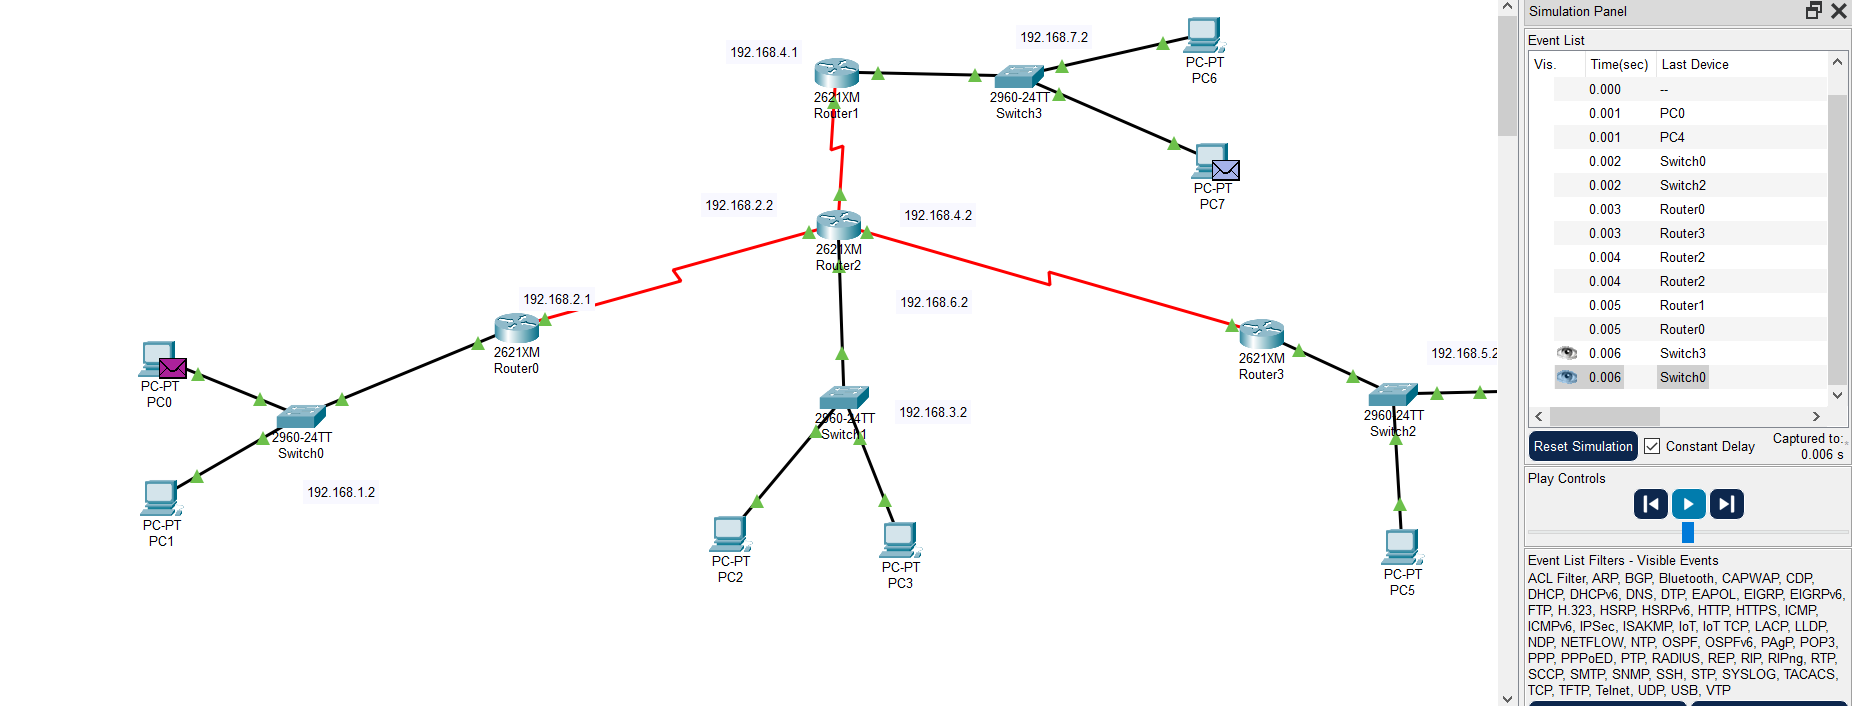 192.168.4.1
2621XM
Router1
192.168.7.2
2960-24TT
Switch3
PC-PT
PC6
PC-PT
PC7
192.168.2.2
192.168.4.2
2621XM
Router2
192.168.2.1
192.168.6.2
2621XM
Router0
2621XM
Router3
192.168.5.2
PC-PT
PC0
2960-24TT
Switch0
192.168.1.2
PC-PT
PC1
2960-24TT
Switch1
192.168.3.2
2960-24TT
Switch2
PC-PT
PC2
PC-PT
PC3
PC-PT
PC5
Simulation Panel
Event List
Vis. Time(sec) Last Device
0.000 --
0.001 PC0
0.001 PC4
0.002 Switch0
0.002 Switch2
0.003 Router0
0.003 Router3
0.004 Router2
0.004 Router2
0.005 Router1
0.005 Router0
0.006 Switch3
0.006 Switch0
Reset Simulation Constant Delay Captured to:
0.006 s
Play Controls
Event List Filters - Visible Events
ACL Filter, ARP, BGP, Bluetooth, CAPWAP, CDP,
DHCP, DHCPv6, DNS, DTP, EAPOL, EIGRP, EIGRPv6,
FTP, H.323, HSRP, HSRPv6, HTTP, HTTPS, ICMP,
ICMPv6, IPSec, ISAKMP, IoT, IoT TCP, LACP, LLDP,
NDP, NETFLOW, NTP, OSPF, OSPFv6, PAgP, POP3,
PPP, PPPoED, PTP, RADIUS, REP, RIP, RIPng, RTP,
SCCP, SMTP, SNMP, SSH, STP, SYSLOG, TACACS,
TCP, TFTP, Telnet, UDP, USB, VTP